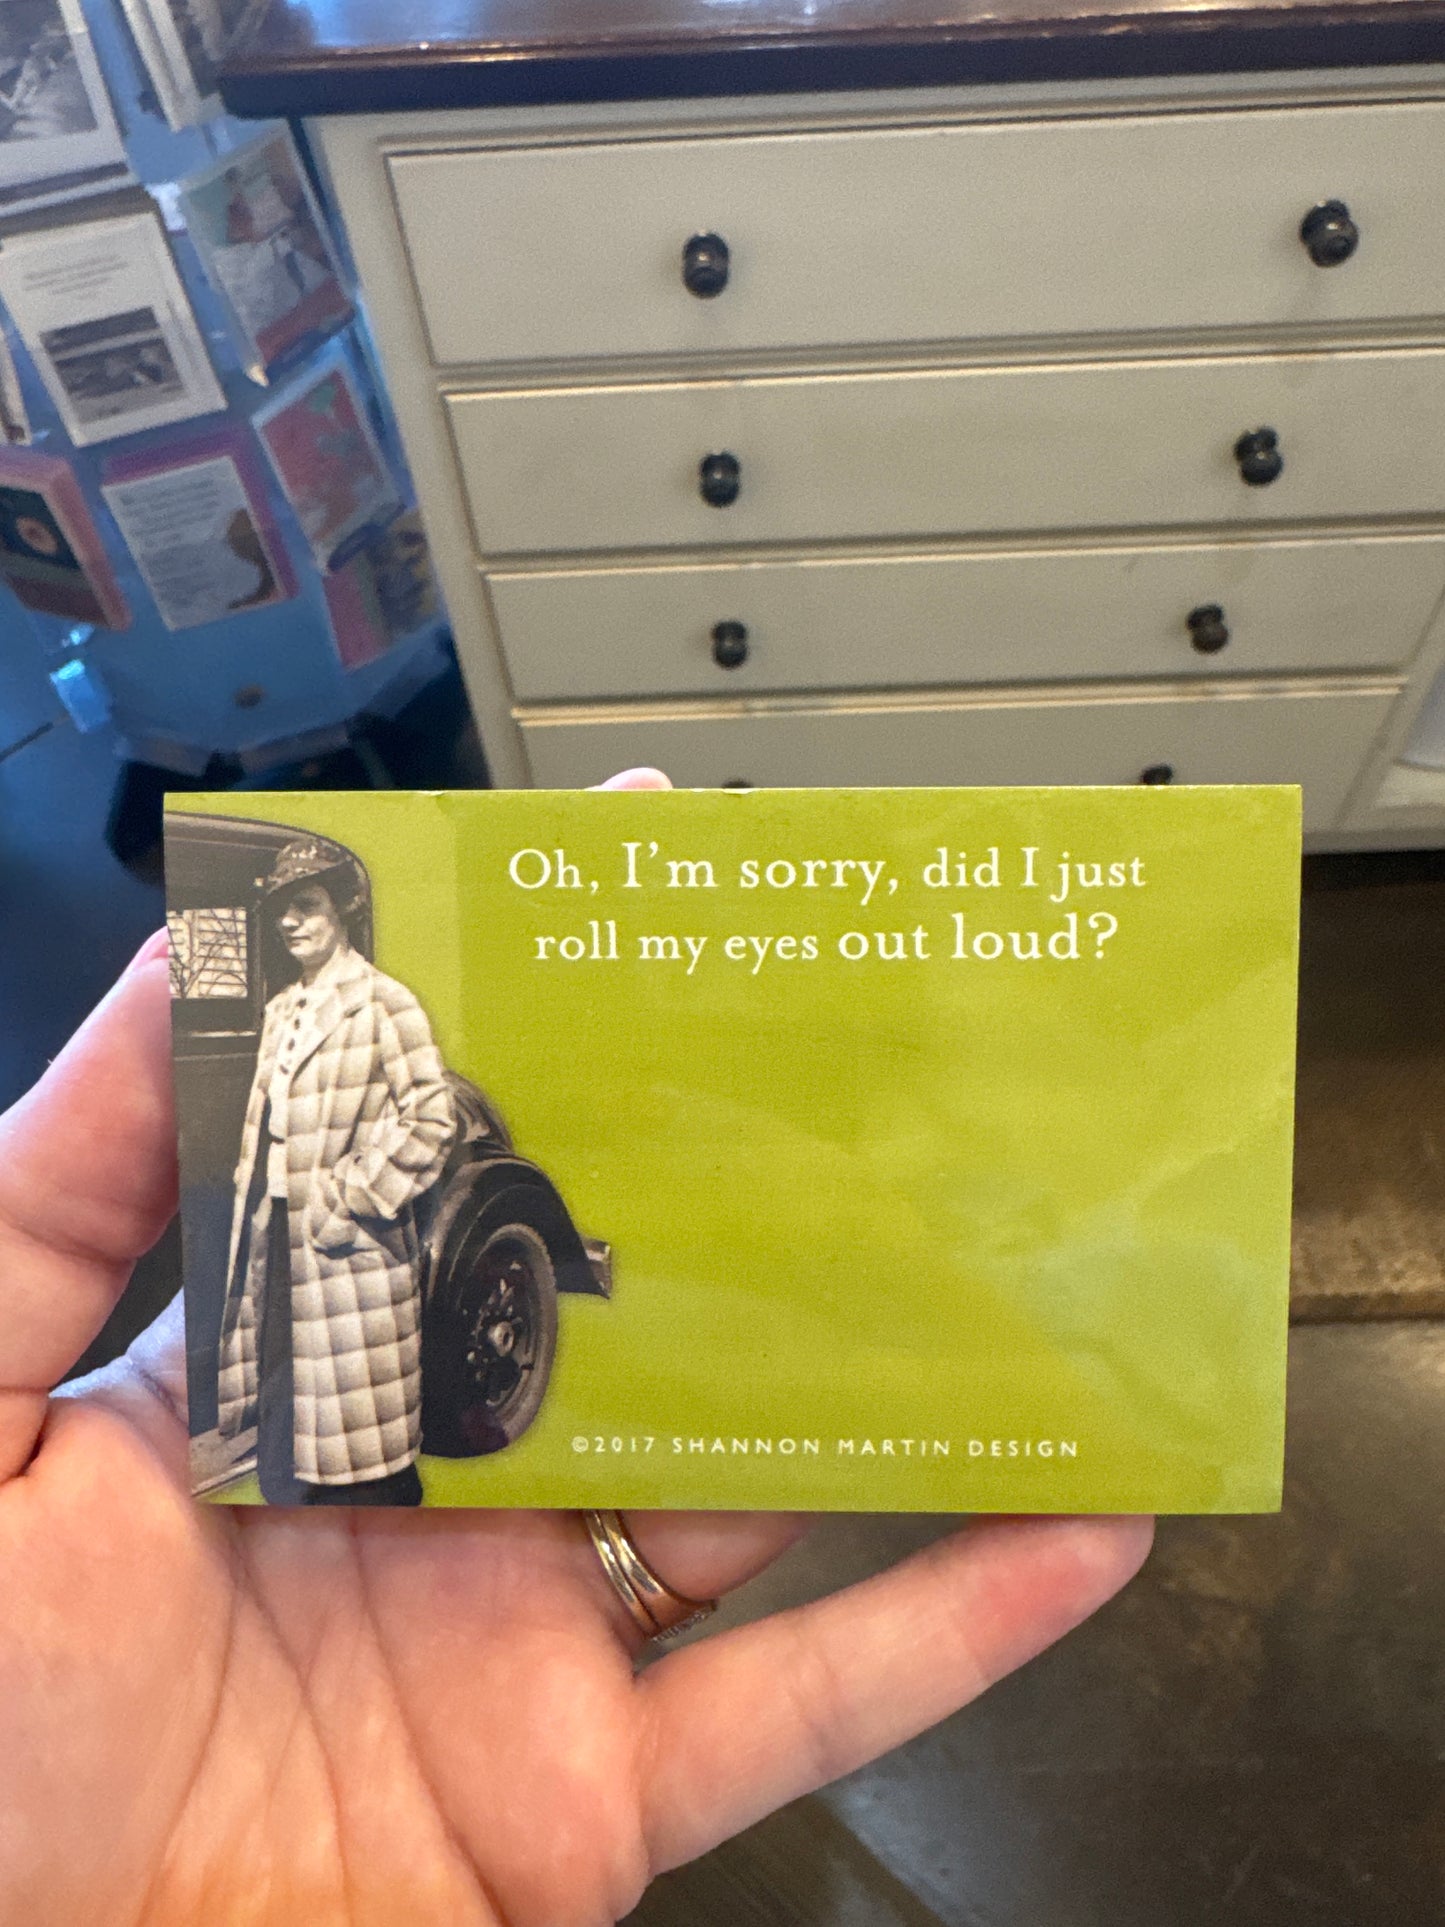 Oh, I'm sorry, did I just
roll my eyes out loud?
©2017 SHANNON MARTIN DESIGN